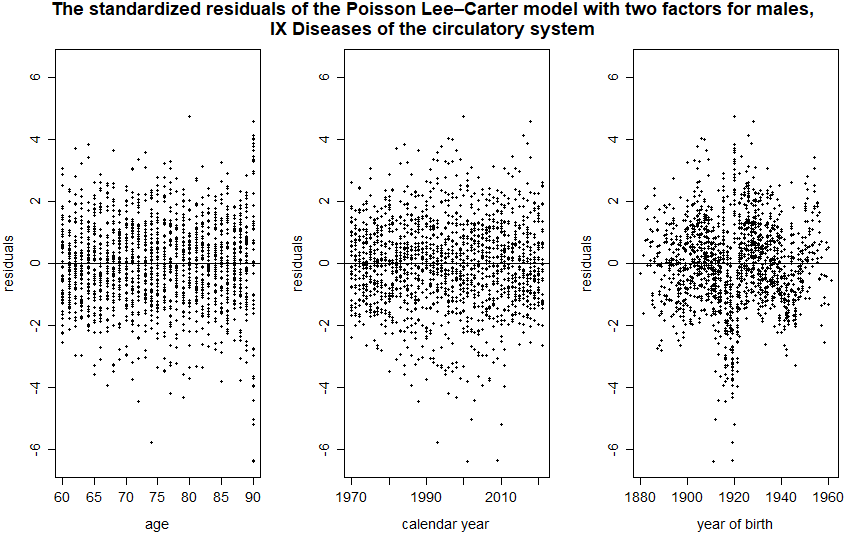 The standardized residuals of the Poisson Lee–Carter model with two factors for males,
IX Diseases of the circulatory system
residuals
6
4
2
0
-2
-4
-6
60 65 70 75 80 85 90
age
residuals
6
4
2
0
-2
-4
-6
1970 1990 2010
calendar year
residuals
6
4
2
0
-2
-4
-6
1880 1900 1920 1940 1960
year of birth